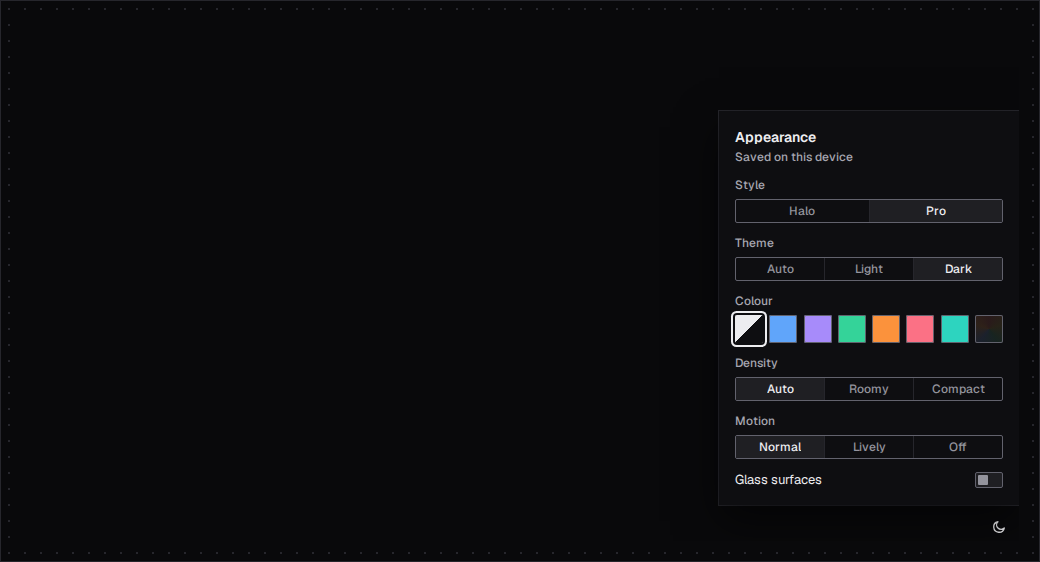 Appearance
Saved on this device
Style
Halo Pro
Theme
Auto Light Dark
Colour
Density
Auto Roomy Compact
Motion
Normal Lively Off
Glass surfaces